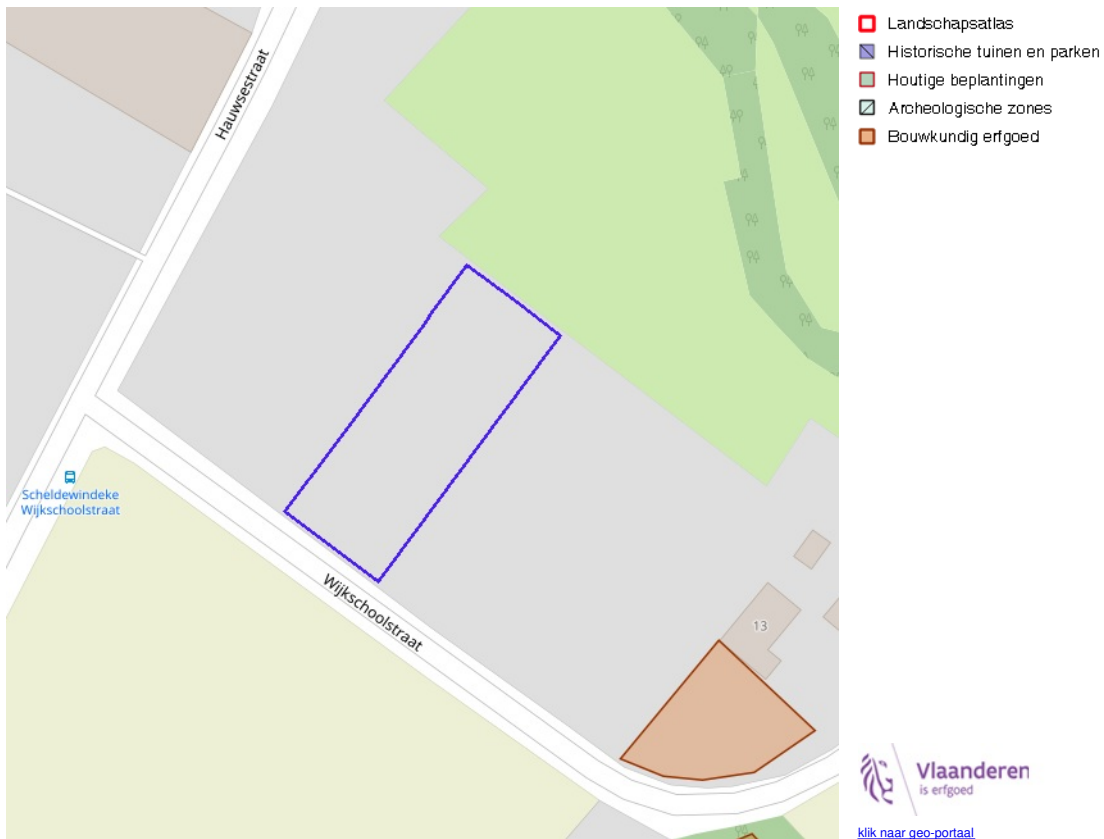 Hauwsestraat
Scheldewindeke
Wijkschoolstraat
Wijkschoolstraat
13
Landschapsatlas
Historische tuinen en parken
Houtige beplantingen
Archeologische zones
Bouwkundig erfgoed
Vlaanderen
is erfgoed
klik naar geo-portaal